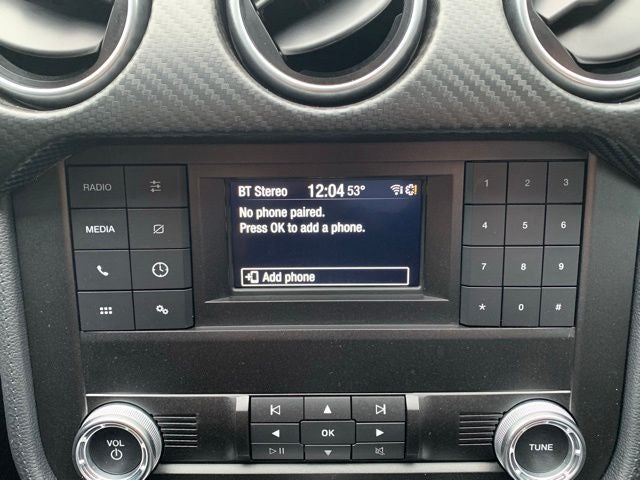 BT Stereo 12:04 53°
No phone paired.
Press OK to add a phone.
Add phone
RADIO
MEDIA
1 2 3
4 5 6
7 8 9
* 0 #
VOL
OK
TUNE